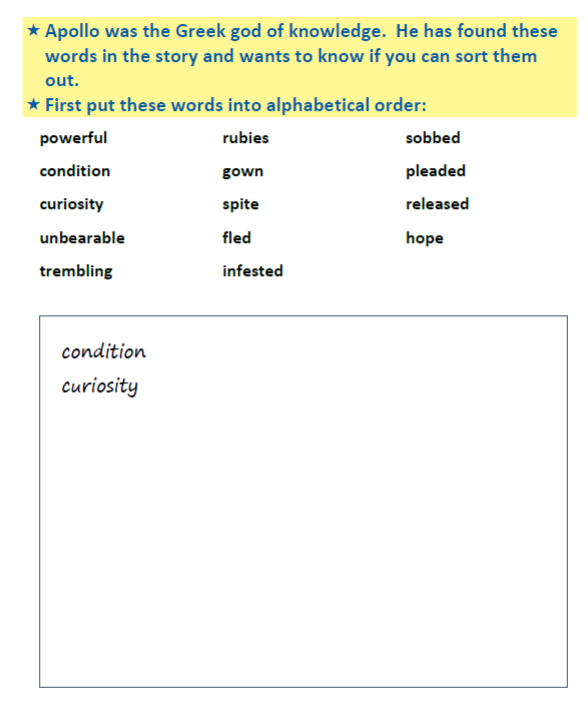 ★ Apollo was the Greek god of knowledge. He has found these
words in the story and wants to know if you can sort them
out.
★ First put these words into alphabetical order:
powerful rubies sobbed
condition gown pleaded
curiosity spite released
unbearable fled hope
trembling infested
condition
curiosity